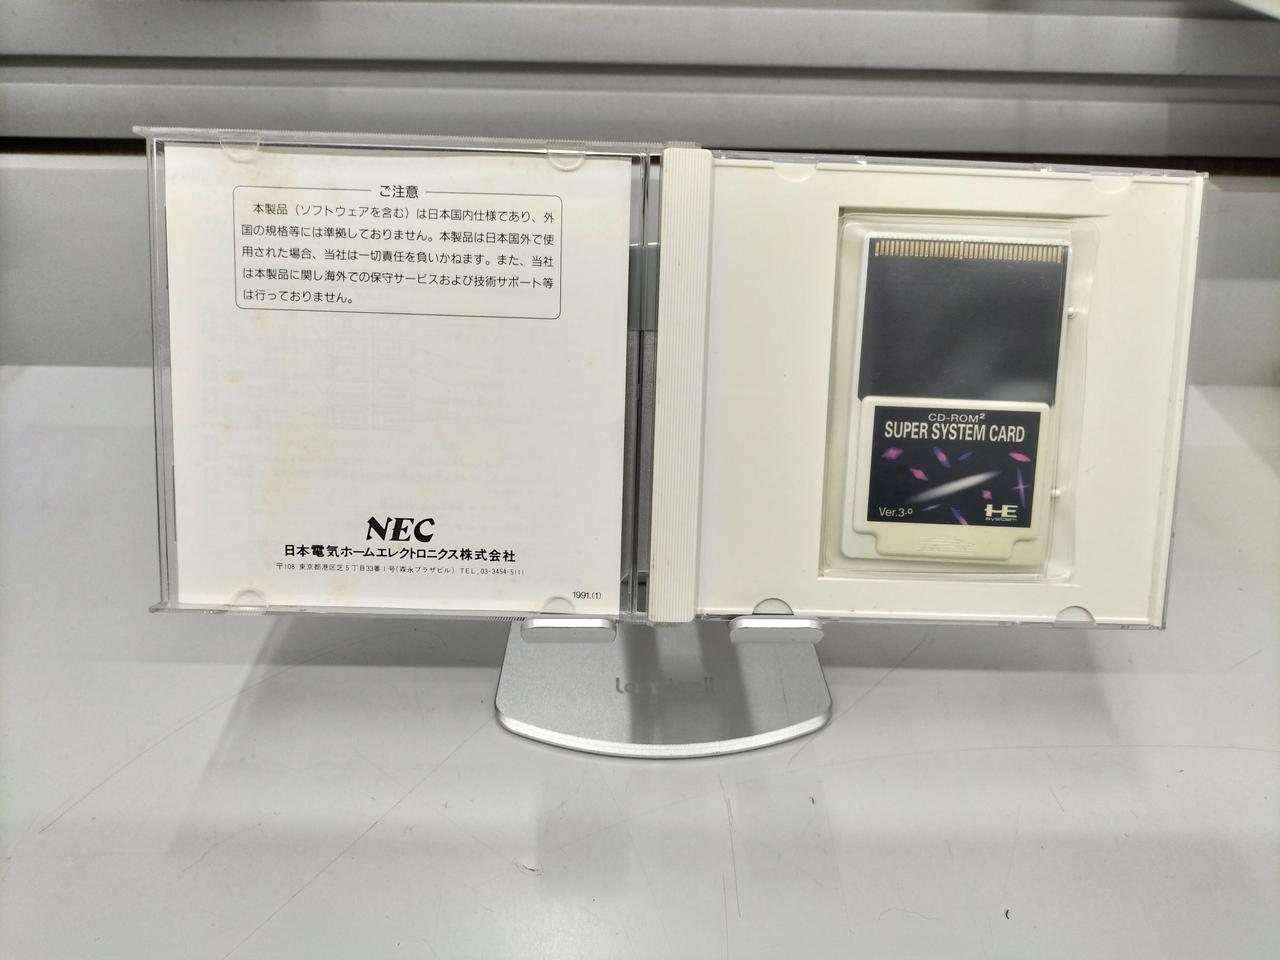 ご注意
本製品（ソフトウェアを含む）は日本国内仕様であり、外
国の規格等には準拠しておりません。本製品は日本国外で使
用された場合、当社は一切責任を負いかねます。また、当社
は本製品に関し海外での保守サービスおよび技術サポート等
は行っておりません。
NEC
日本電気ホームエレクトロニクス株式会社
〒108 東京都港区芝5丁目33番1号(森永プラザビル) TEL.03-3454-5111
1991.(1)
CD-ROM²
SUPER SYSTEM CARD
Ver.3.0
HE
system